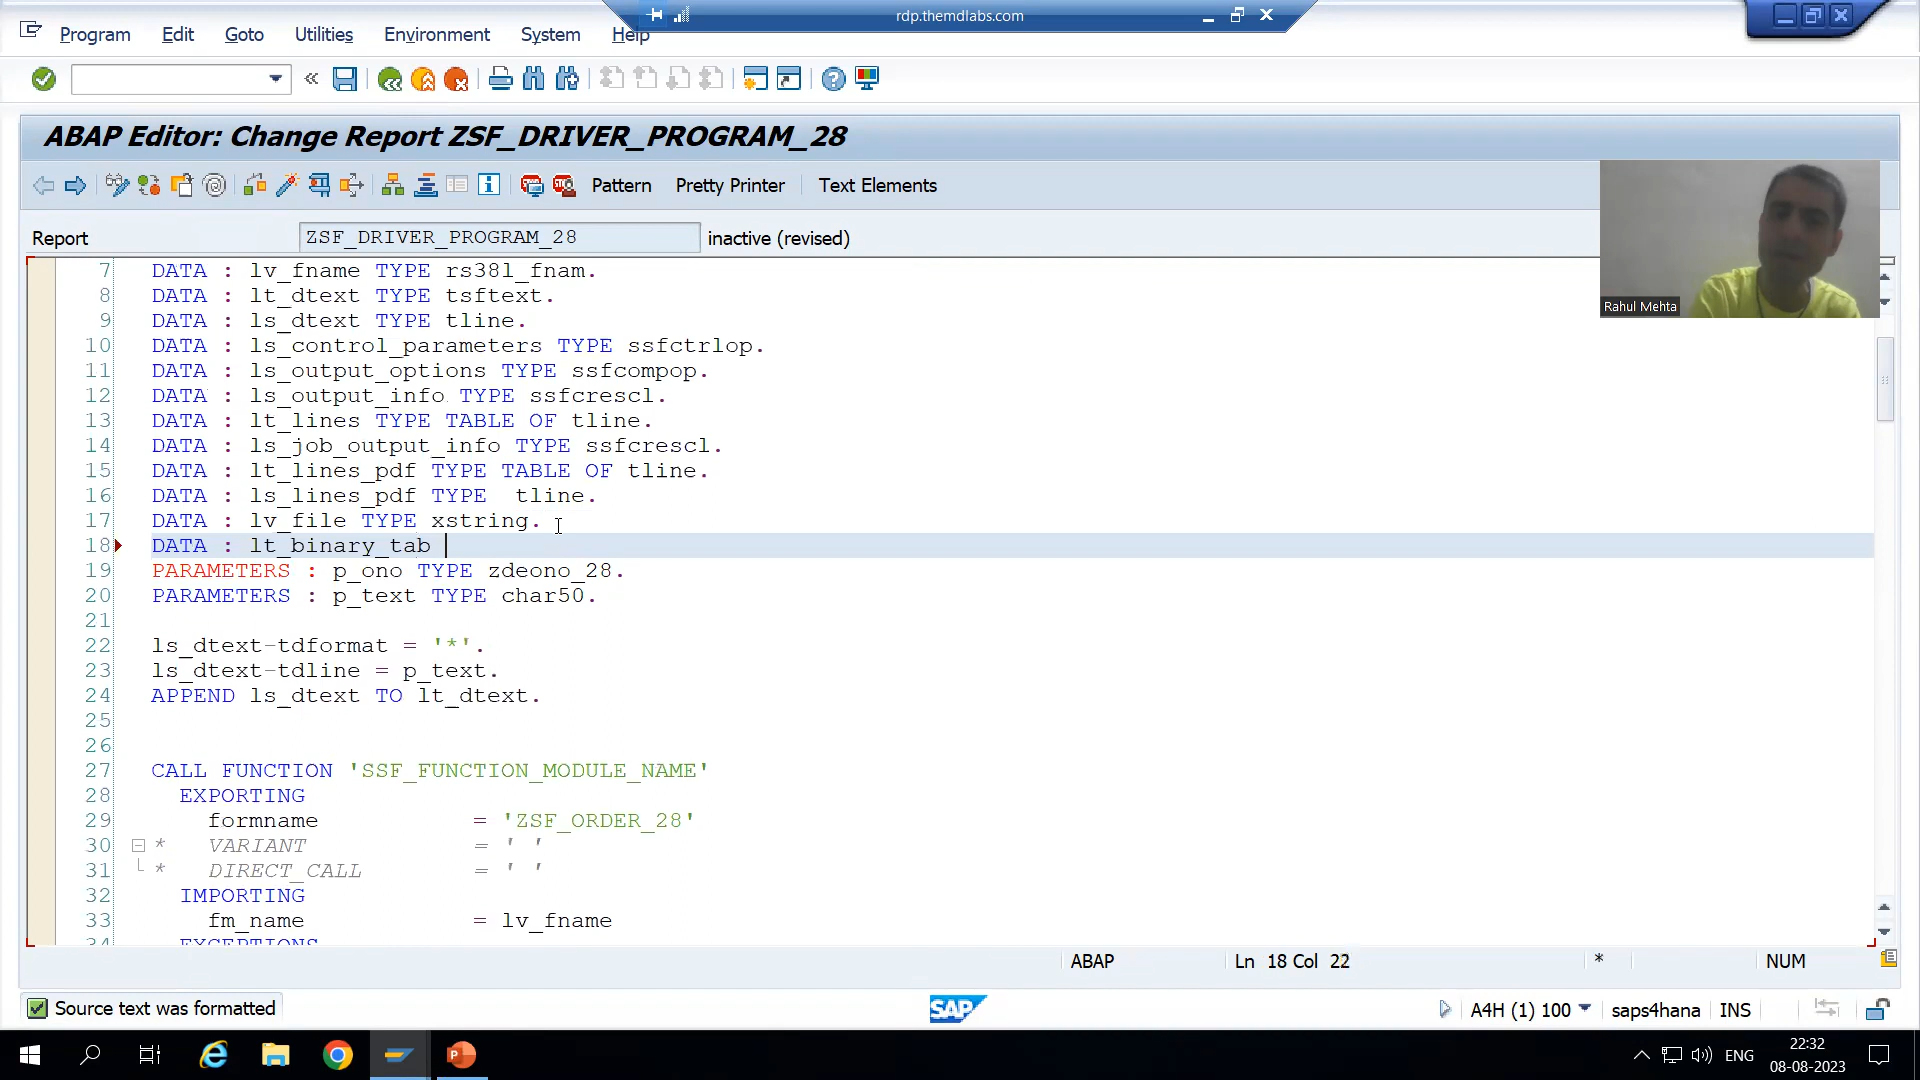 rdp.themdlabs.com
Program Edit Goto Utilities Environment System Help
ABAP Editor: Change Report ZSF_DRIVER_PROGRAM_28
Pattern Pretty Printer Text Elements
Report ZSF_DRIVER_PROGRAM_28 inactive (revised)
Rahul Mehta
7 DATA : lv_fname TYPE rs38l_fnam.
8 DATA : lt_dtext TYPE tsftext.
9 DATA : ls_dtext TYPE tline.
10 DATA : ls_control_parameters TYPE ssfctrlop.
11 DATA : ls_output_options TYPE ssfcompop.
12 DATA : ls_output_info TYPE ssfcrescl.
13 DATA : lt_lines TYPE TABLE OF tline.
14 DATA : ls_job_output_info TYPE ssfcrescl.
15 DATA : lt_lines_pdf TYPE TABLE OF tline.
16 DATA : ls_lines_pdf TYPE  tline.
17 DATA : lv_file TYPE xstring.
18 DATA : lt_binary_tab
19 PARAMETERS : p_ono TYPE zdeono_28.
20 PARAMETERS : p_text TYPE char50.
21
22 ls_dtext-tdformat = '*'.
23 ls_dtext-tdline = p_text.
24 APPEND ls_dtext TO lt_dtext.
25
26
27 CALL FUNCTION 'SSF_FUNCTION_MODULE_NAME'
28 EXPORTING
29 formname = 'ZSF_ORDER_28'
30 * VARIANT = ' '
31 * DIRECT_CALL = ' '
32 IMPORTING
33 fm_name = lv_fname
34 EXCEPTIONS
ABAP Ln 18 Col 22 * NUM
Source text was formatted
SAP
A4H (1) 100 saps4hana INS
ENG
22:32
08-08-2023